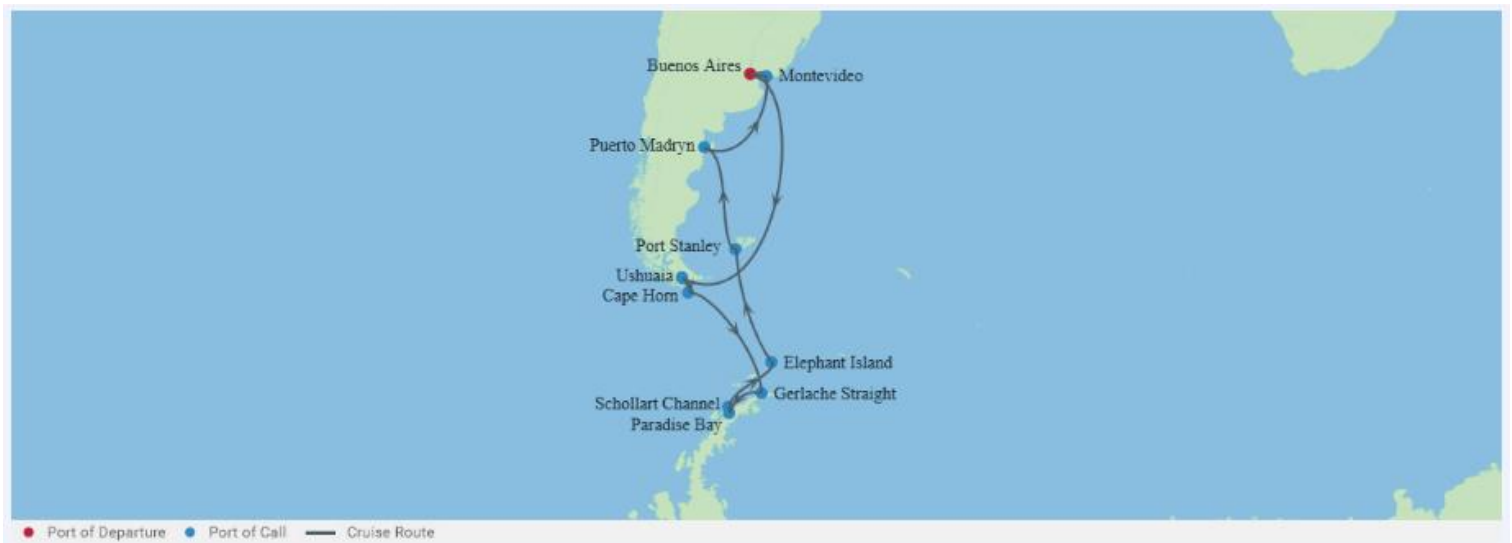 Buenos Aires
Montevideo
Puerto Madryn
Port Stanley
Ushuaia
Cape Horn
Elephant Island
Gerlache Straight
Schollart Channel
Paradise Bay
Port of Departure Port of Call Cruise Route